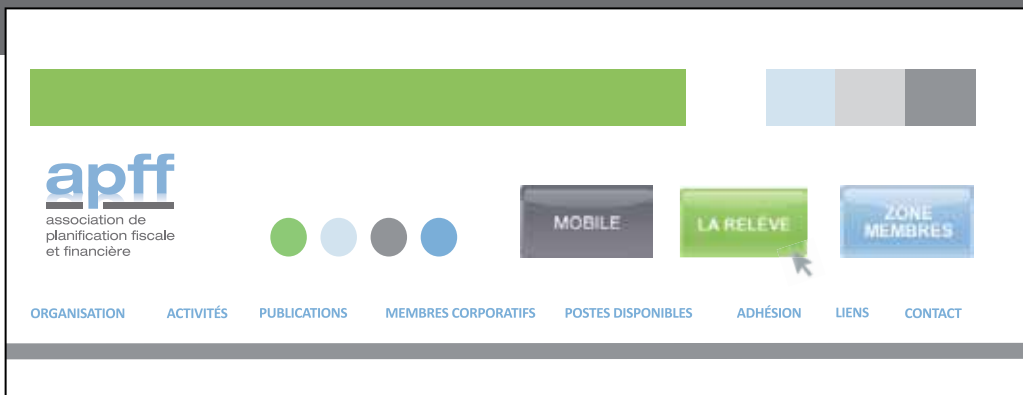 apff
association de
planification fiscale
et financière
MOBILE
LA RELÈVE
ZONE
MEMBRES
ORGANISATION ACTIVITÉS PUBLICATIONS MEMBRES CORPORATIFS POSTES DISPONIBLES ADHÉSION LIENS CONTACT